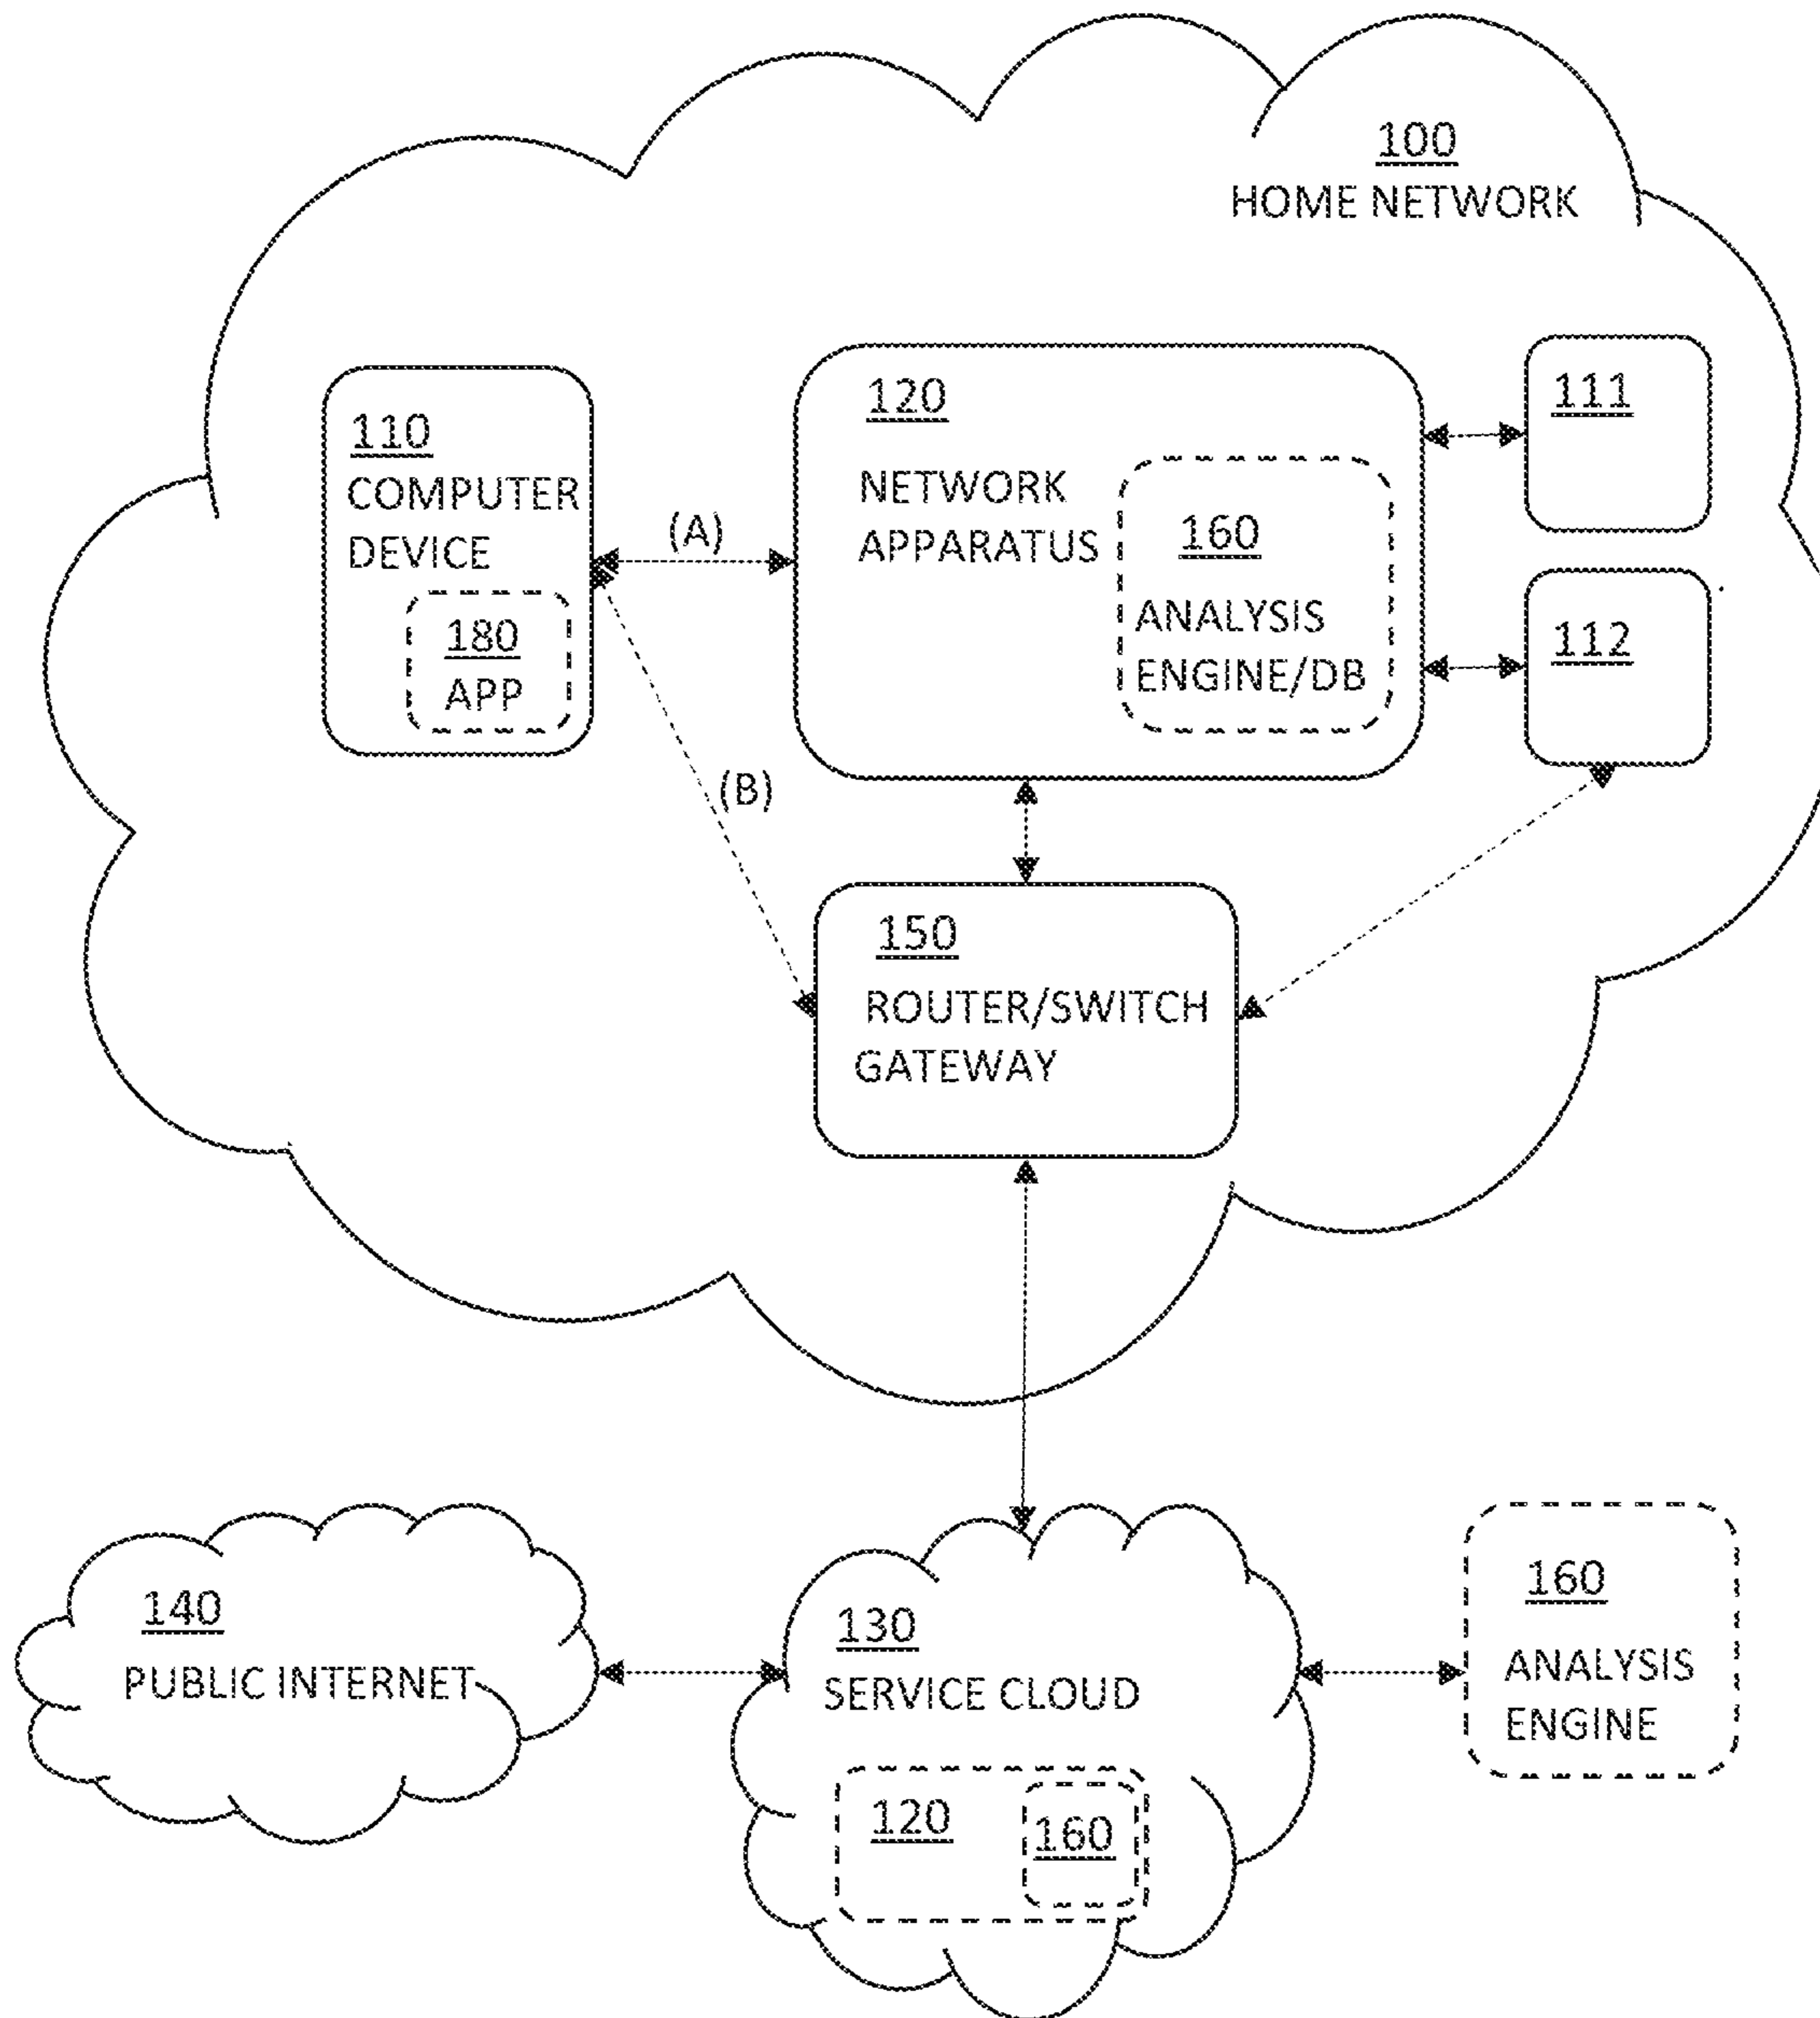 100
HOME NETWORK
110
COMPUTER
DEVICE
180
APP
(A)
(B)
120
NETWORK
APPARATUS
160
ANALYSIS
ENGINE/DB
111
112
150
ROUTER/SWITCH
GATEWAY
140
PUBLIC INTERNET
130
SERVICE CLOUD
120
160
160
ANALYSIS
ENGINE